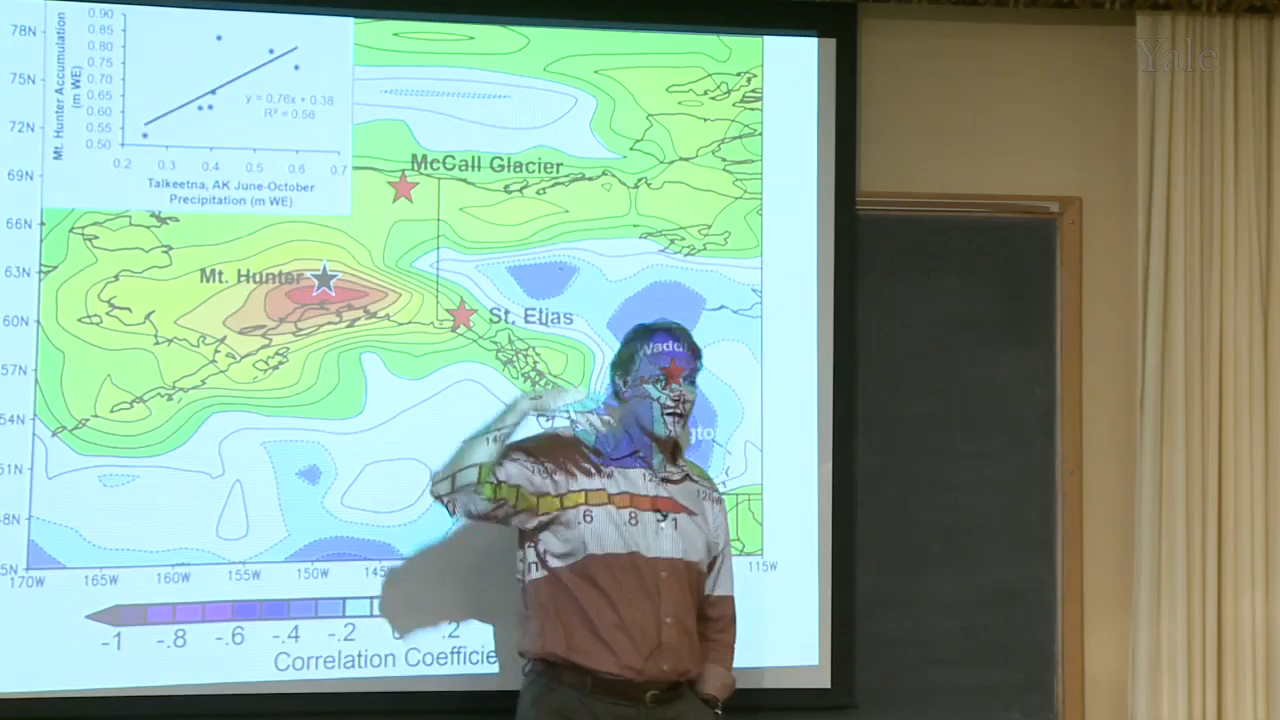 Yale
78N
75N
72N
69N
66N
63N
60N
57N
54N
51N
48N
45N
Mt. Hunter Accumulation
(m WE)
0.90
0.85
0.80
0.75
0.70
0.65
0.60
0.55
0.50
y = 0.76x + 0.38
R² = 0.56
0.2 0.3 0.4 0.5 0.6 0.7
Talkeetna, AK June-October
Precipitation (m WE)
McCall Glacier
Mt. Hunter
St. Elias
170W 165W 160W 155W 150W 115W
-1 -.8 -.6 -.4 -.2 .2 .6 .8 1